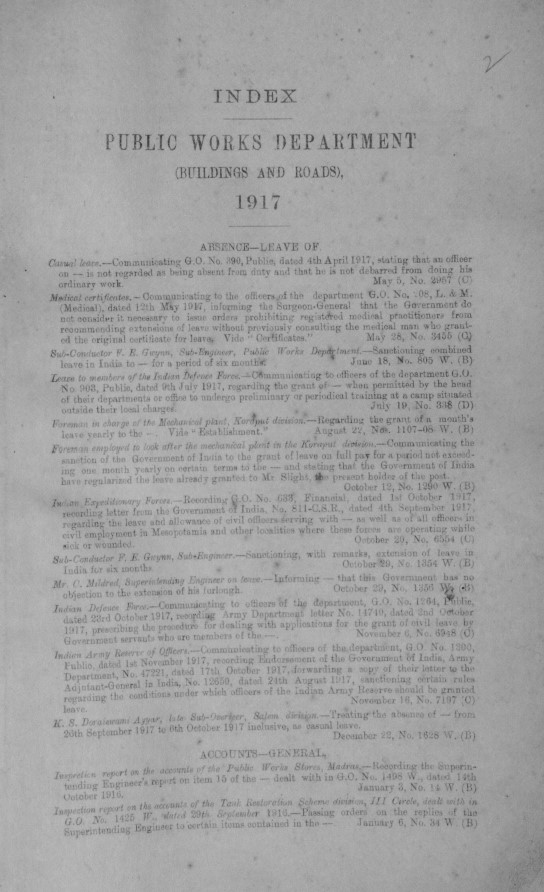 2
INDEX
PUBLIC WORKS DEPARTMENT
(BUILDINGS AND ROADS),
1917
ABSENCE—LEAVE OF
Casual leave.—Communicating G.O. No. 390, Public, dated 4th April 1917, stating that an officer
on — is not regarded as being absent from duty and that he is not debarred from doing his
ordinary work. May 5, No. 2957 (C)
Medical certificates.—Communicating to the officers of the department G.O. No. 208, L. & M.
(Medical), dated 12th May 1917, informing the Surgeon-General that the Government do
not consider it necessary to issue orders prohibiting registered medical practitioners from
recommending extensions of leave without previously consulting the medical man who grant-
ed the original certificate for leave. Vide "Certificates." May 28, No. 3455 (C)
Sub-Conductor F. E. Gwynn, Sub-Engineer, Public Works Department.—Sanctioning combined
leave in India to — for a period of six months. June 18, No. 805 W. (B)
Leave to members of the Indian Defence Force.—Communicating to officers of the department G.O.
No. 903, Public, dated 9th July 1917, regarding the grant of — when permitted by the head
of their departments or office to undergo preliminary or periodical training at a camp situated
outside their local charges. July 19, No. 338 (D)
Foreman in charge of the Mechanical plant, Koraput division.—Regarding the grant of a month's
leave yearly to the —. Vide "Establishment." August 22, Nos. 1107-08 W. (B)
Foreman employed to look after the mechanical plant in the Koraput division.—Communicating the
sanction of the Government of India to the grant of leave on full pay for a period not exceed-
ing one month yearly on certain terms to the — and stating that the Government of India
have regularized the leave already granted to Mr. Slight, the present holder of the post.
October 12, No. 1290 W. (B)
Indian Expeditionary Forces.—Recording G.O. No. 633, Financial, dated 1st October 1917,
recording letter from the Government of India, No. 811-C.S.R., dated 4th September 1917,
regarding the leave and allowance of civil officers serving with — as well as of all officers in
civil employment in Mesopotamia and other localities where these forces are operating while
sick or wounded. October 29, No. 6554 (C)
Sub-Conductor F. E. Gwynn, Sub-Engineer.—Sanctioning, with remarks, extension of leave in
India for six months. October 29, No. 1354 W. (B)
Mr. C. Mildred, Superintending Engineer on leave.—Informing — that this Government has no
objection to the extension of his furlough. October 29, No. 1356 W. (B)
Indian Defence Force.—Communicating to officers of the department, G.O. No. 1264, Public,
dated 23rd October 1917, recording Army Department letter No. 14740, dated 2nd October
1917, prescribing the procedure for dealing with applications for the grant of civil leave by
Government servants who are members of the —. November 6, No. 6948 (C)
Indian Army Reserve of Officers.—Communicating to officers of the department, G.O. No. 1300,
Public, dated 1st November 1917, recording Endorsement of the Government of India, Army
Department, No. 47221, dated 17th October 1917, forwarding a copy of their letter to the
Adjutant-General in India, No. 12639, dated 24th August 1917, sanctioning certain rules
regarding the conditions under which officers of the Indian Army Reserve should be granted
leave. November 16, No. 7197 (C)
K. S. Doraiswami Ayyar, late Sub-Overseer, Salem division.—Treating the absence of — from
26th September 1917 to 6th October 1917 inclusive, as casual leave.
December 22, No. 1628 W. (B)
ACCOUNTS—GENERAL.
Inspection report on the accounts of the Public Works Stores, Madras.—Recording the Superin-
tending Engineer's report on item 15 of the — dealt with in G.O. No. 1498 W., dated 14th
October 1916. January 3, No. 14 W. (B)
Inspection report on the accounts of the Tank Restoration Scheme division, III Circle, dealt with in
G.O. No. 1425 W., dated 29th September 1916.—Passing orders on the replies of the
Superintending Engineer to certain items contained in the — January 6, No. 34 W. (B)